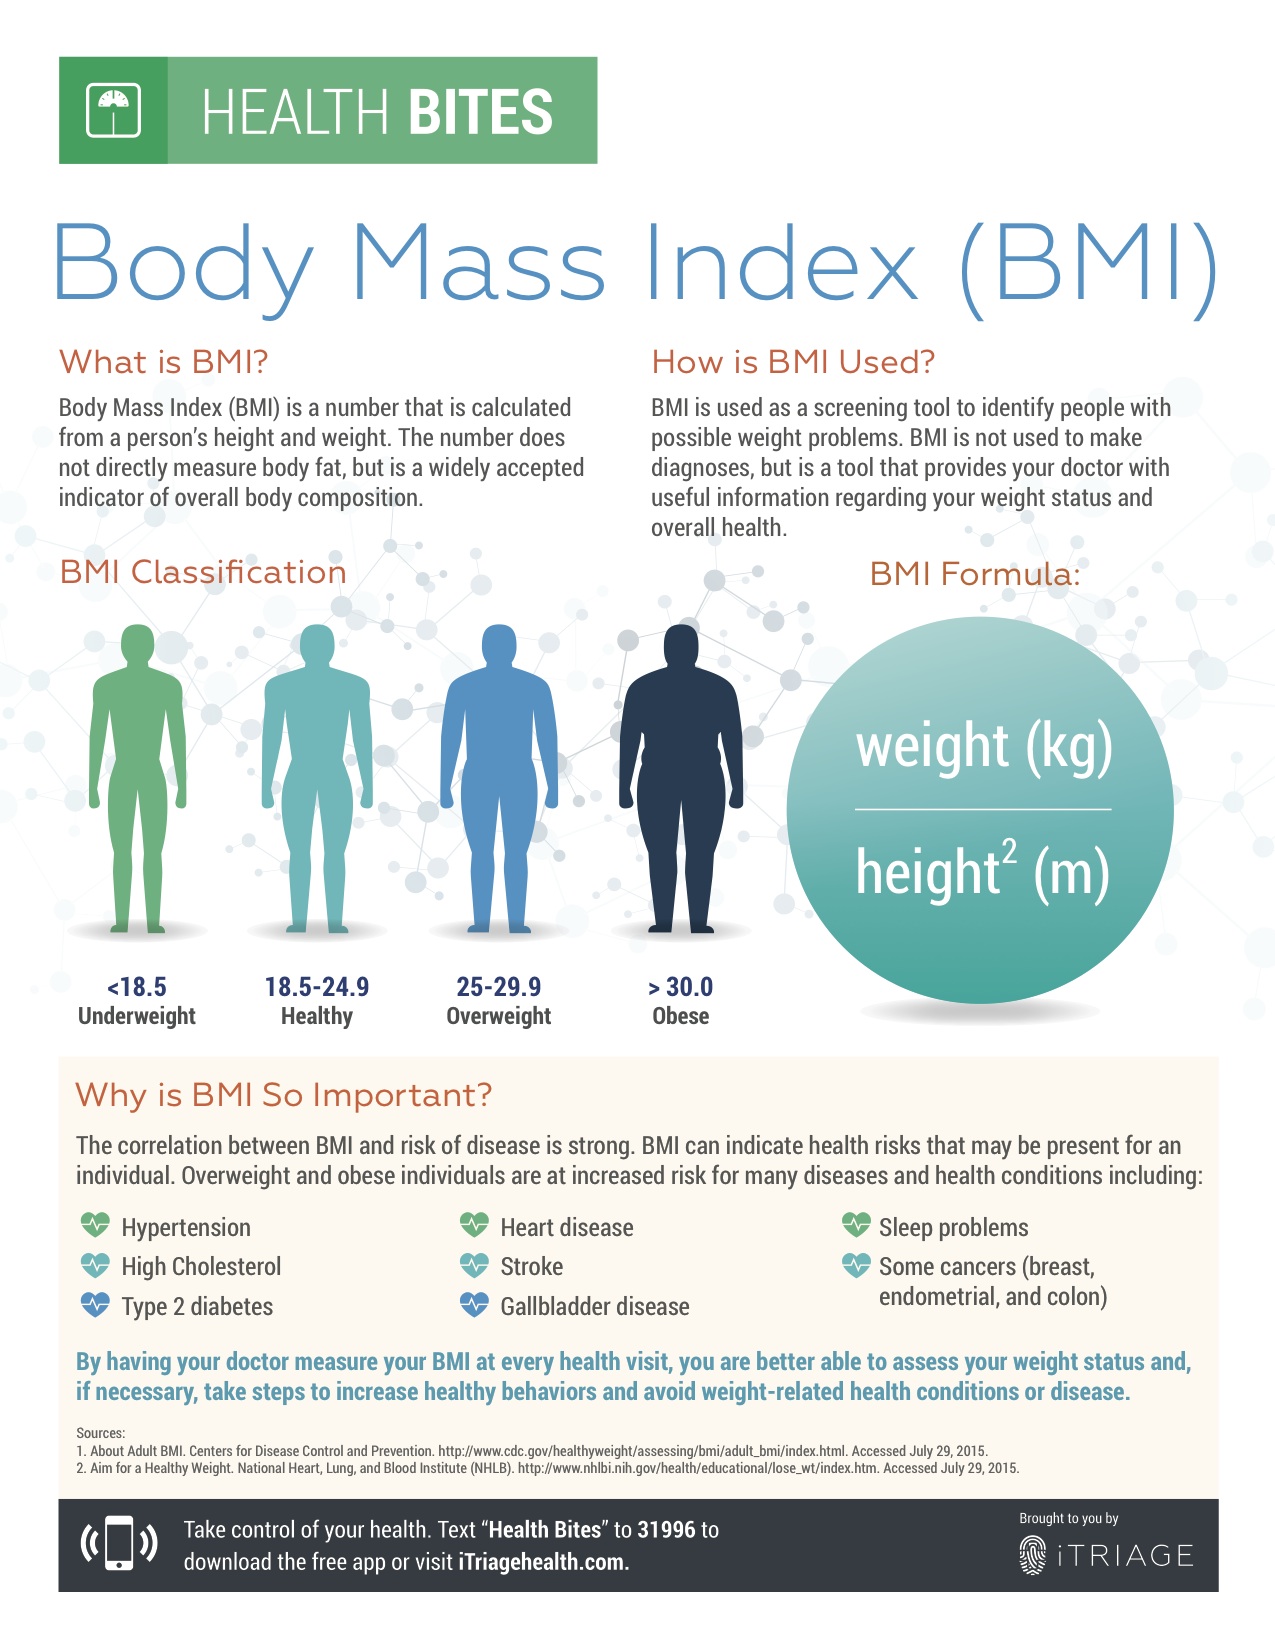 HEALTH BITES
Body Mass Index (BMI)
What is BMI?
Body Mass Index (BMI) is a number that is calculated
from a person's height and weight. The number does
not directly measure body fat, but is a widely accepted
indicator of overall body composition.
How is BMI Used?
BMI is used as a screening tool to identify people with
possible weight problems. BMI is not used to make
diagnoses, but is a tool that provides your doctor with
useful information regarding your weight status and
overall health.
BMI Classification
<18.5
Underweight
18.5-24.9
Healthy
25-29.9
Overweight
> 30.0
Obese
BMI Formula:
weight (kg)
height² (m)
Why is BMI So Important?
The correlation between BMI and risk of disease is strong. BMI can indicate health risks that may be present for an
individual. Overweight and obese individuals are at increased risk for many diseases and health conditions including:
Hypertension
High Cholesterol
Type 2 diabetes
Heart disease
Stroke
Gallbladder disease
Sleep problems
Some cancers (breast,
endometrial, and colon)
By having your doctor measure your BMI at every health visit, you are better able to assess your weight status and,
if necessary, take steps to increase healthy behaviors and avoid weight-related health conditions or disease.
Sources:
1. About Adult BMI. Centers for Disease Control and Prevention. http://www.cdc.gov/healthyweight/assessing/bmi/adult_bmi/index.html. Accessed July 29, 2015.
2. Aim for a Healthy Weight. National Heart, Lung, and Blood Institute (NHLB). http://www.nhlbi.nih.gov/health/educational/lose_wt/index.htm. Accessed July 29, 2015.
Take control of your health. Text “Health Bites” to 31996 to
download the free app or visit iTriagehealth.com.
Brought to you by
iTRIAGE